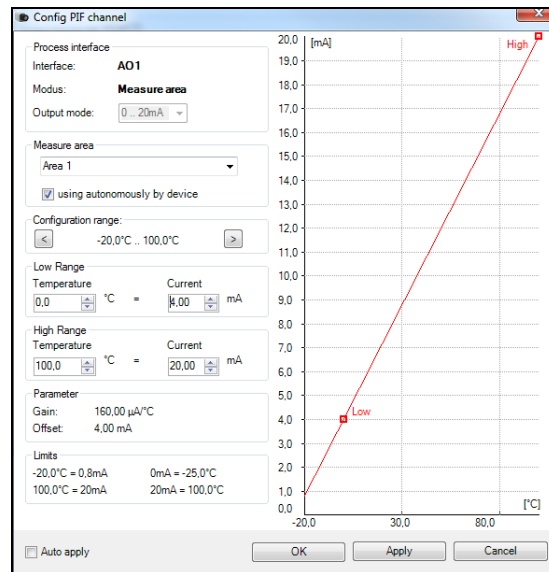 Config PIF channel
Process interface
Interface: AO1
Modus: Measure area
Output mode: 0 .. 20mA
Measure area
Area 1
using autonomously by device
Configuration range:
< -20,0°C .. 100,0°C >
Low Range
Temperature Current
0,0 °C = 4,00 mA
High Range
Temperature Current
100,0 °C = 20,00 mA
Parameter
Gain: 160,00 µA/°C
Offset: 4,00 mA
Limits
-20,0°C = 0,8mA 0mA = -25,0°C
100,0°C = 20mA 20mA = 100,0°C
20,0 [mA]
High
19,0
18,0
17,0
16,0
15,0
14,0
13,0
12,0
11,0
10,0
9,0
8,0
7,0
6,0
5,0
4,0 Low
3,0
2,0
1,0
0,0 [°C]
-20,0 30,0 80,0
Auto apply OK Apply Cancel